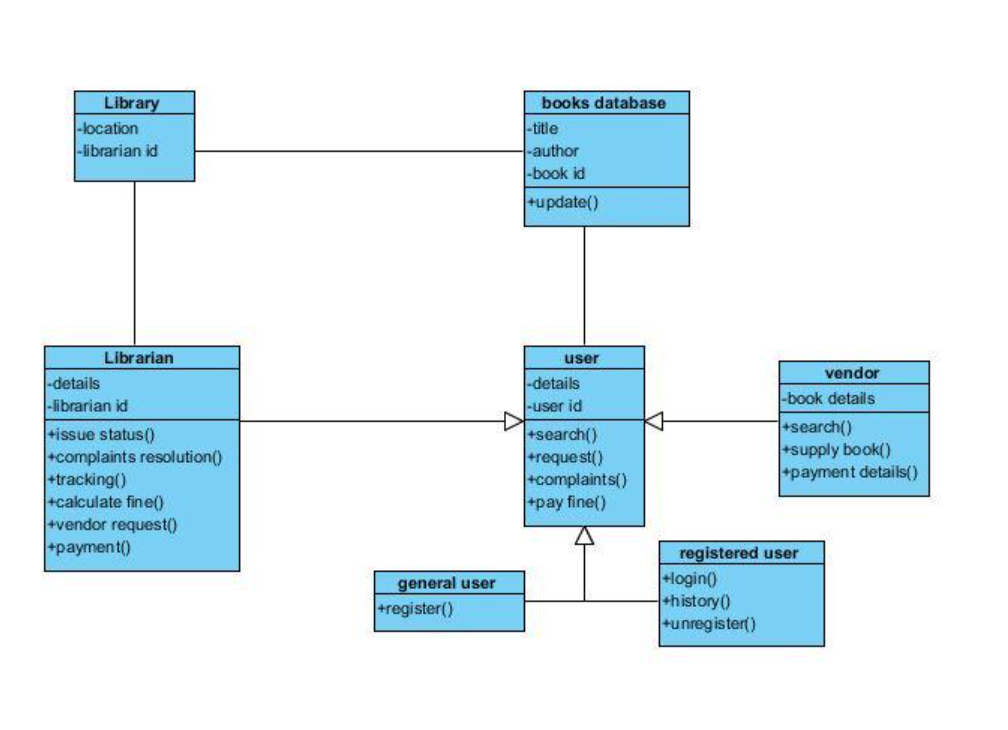 Library
-location
-librarian id
books database
-title
-author
-book id
+update()
Librarian
-details
-librarian id
+issue status()
+complaints resolution()
+tracking()
+calculate fine()
+vendor request()
+payment()
user
-details
-user id
+search()
+request()
+complaints()
+pay fine()
vendor
-book details
+search()
+supply book()
+payment details()
general user
+register()
registered user
+login()
+history()
+unregister()